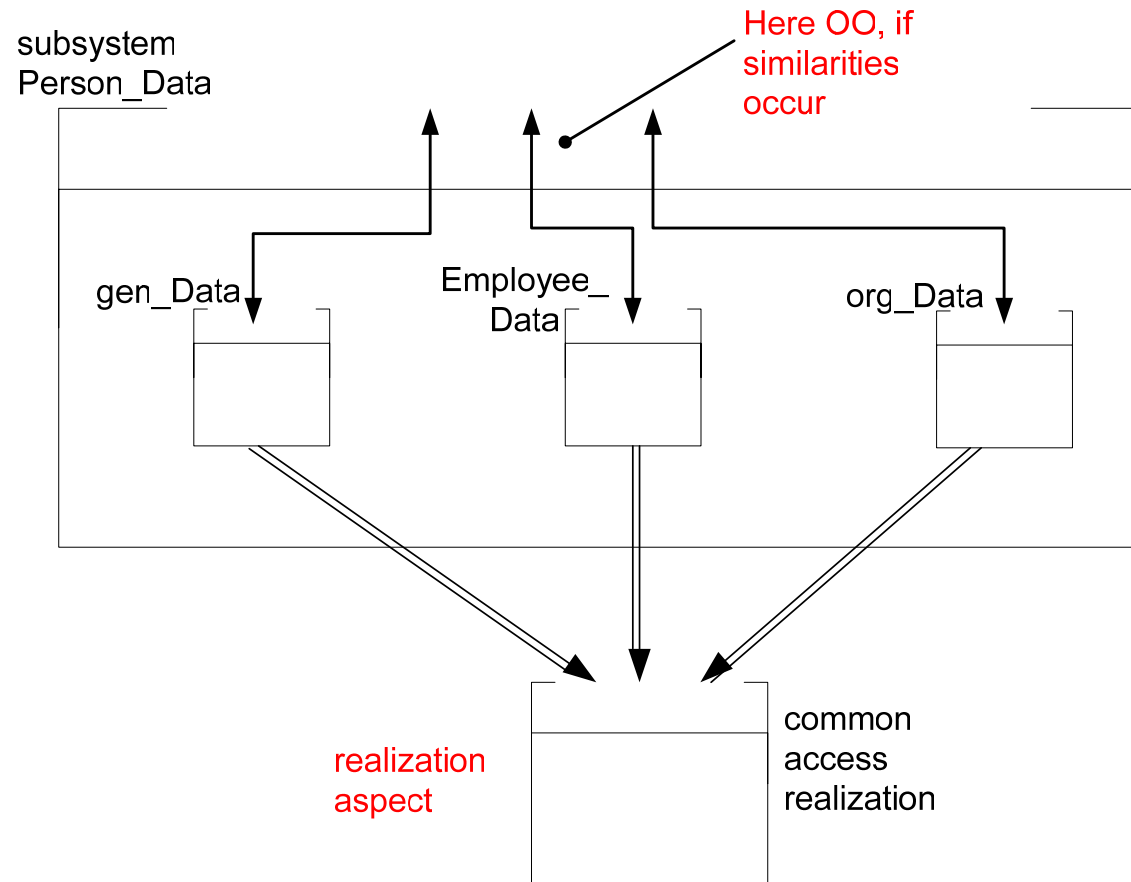 subsystem
Person_Data
Here OO, if
similarities
occur
gen_Data
Employee_
Data
org_Data
realization
aspect
common
access
realization